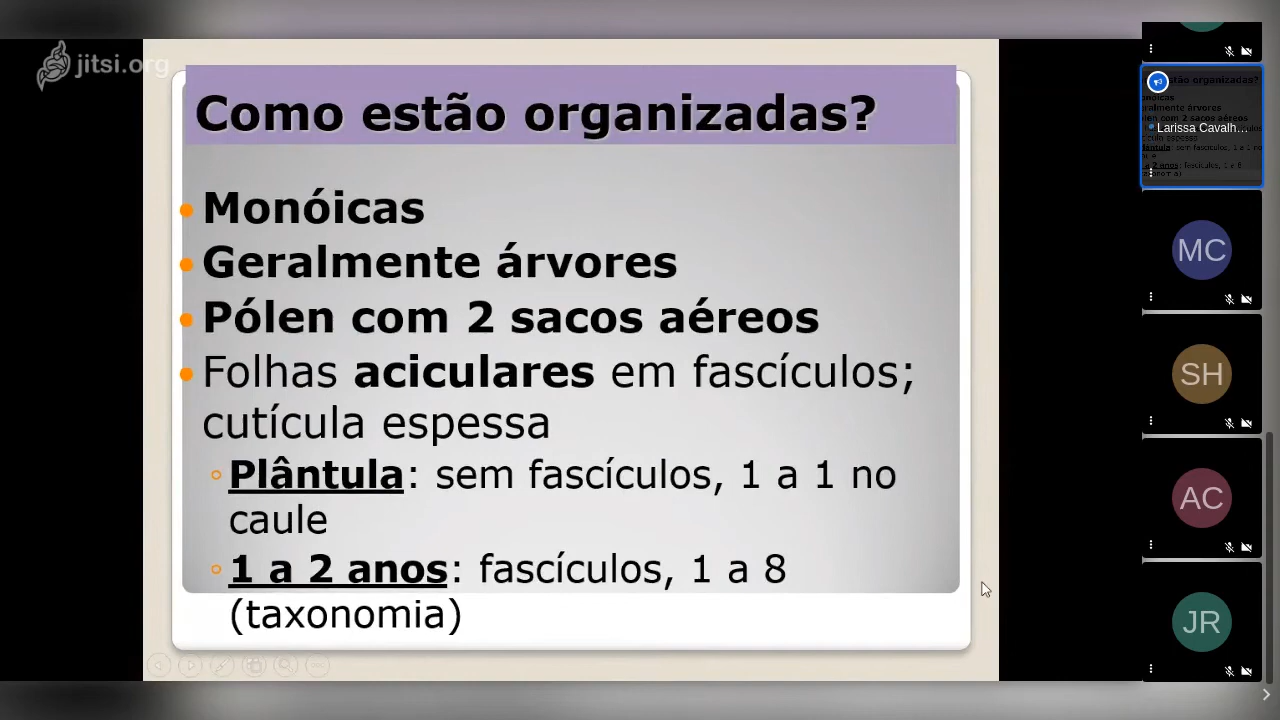 jitsi.org
Como estão organizadas?
Monóicas
Geralmente árvores
Pólen com 2 sacos aéreos
Folhas aciculares em fascículos;
cutícula espessa
Plântula: sem fascículos, 1 a 1 no
caule
1 a 2 anos: fascículos, 1 a 8
(taxonomia)
Larissa Cavalh...
MC
SH
AC
JR